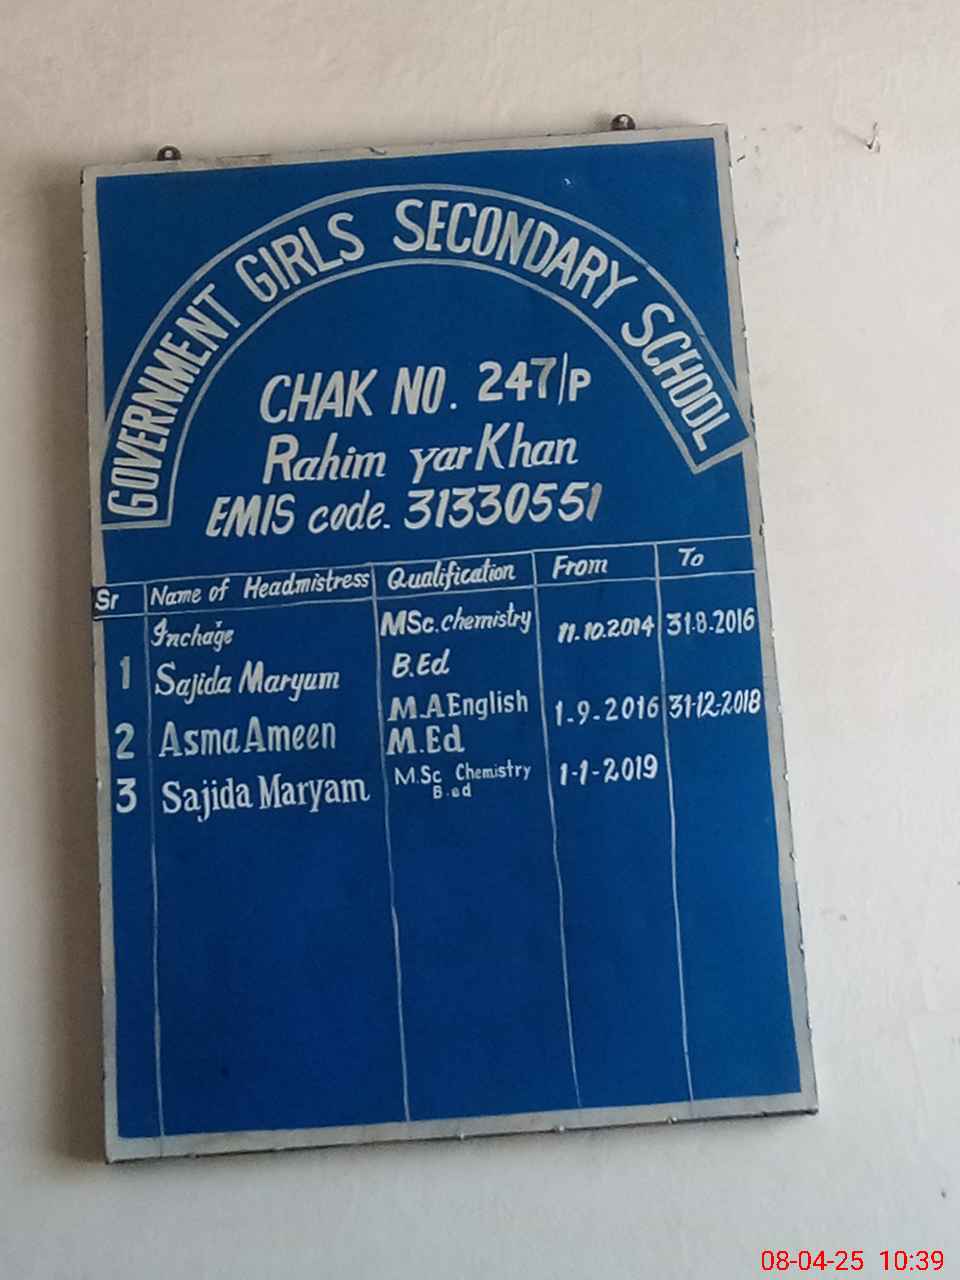 GOVERNMENT GIRLS SECONDARY SCHOOL
CHAK NO. 247/P
Rahim yar Khan
EMIS code. 31330551
Sr Name of Headmistress Qualification From To
Inchage MSc. chemistry 11.10.2014 31.8.2016
1 Sajida Maryum B.Ed
2 Asma Ameen M.A English 1-9-2016 31-12-2018
M.Ed
3 Sajida Maryam M.Sc Chemistry 1-1-2019
B.ed
08-04-25 10:39